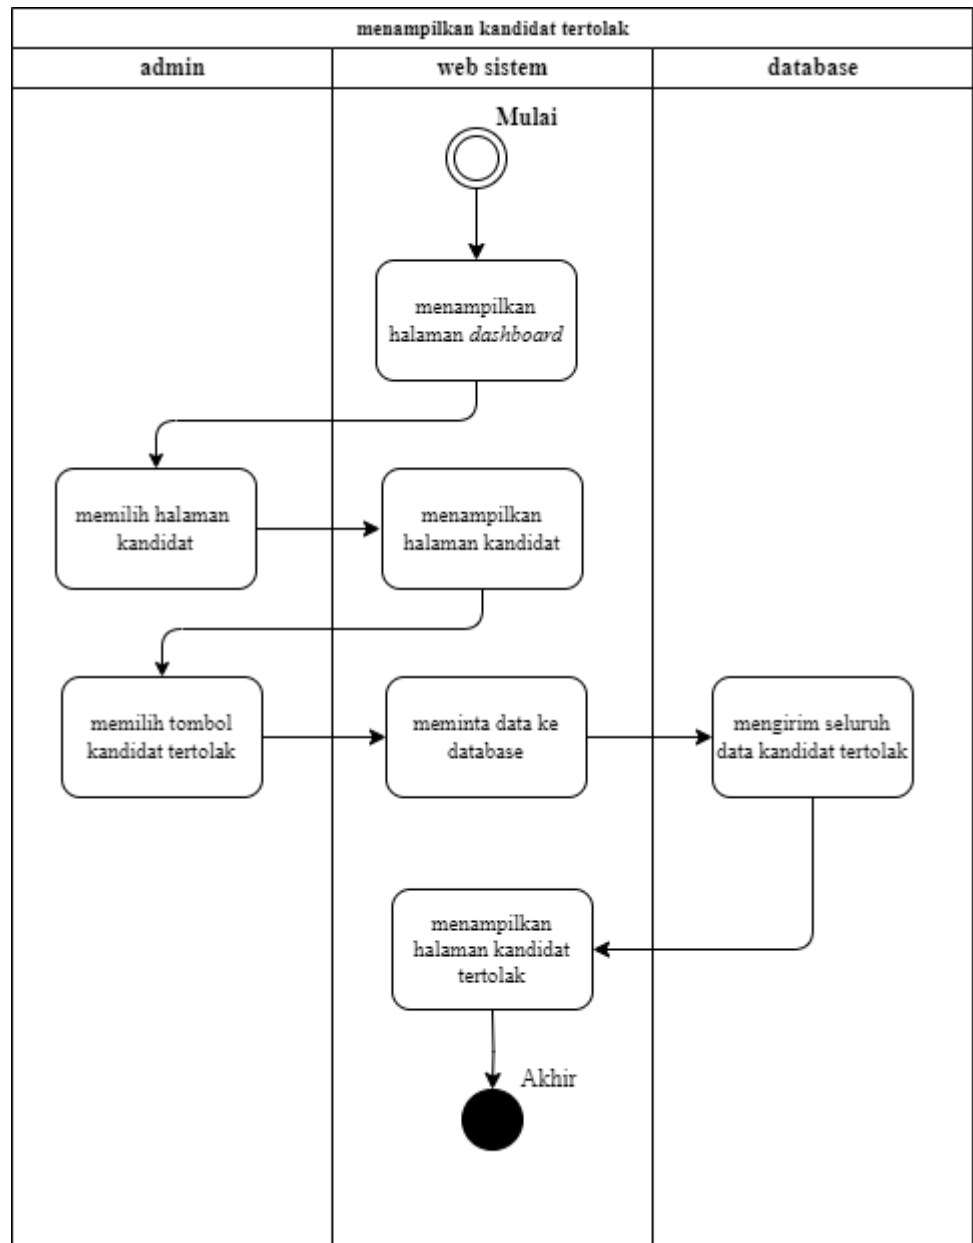 menampilkan kandidat tertolak
admin
web sistem
database
Mulai
menampilkan
halaman dashboard
memilih halaman
kandidat
menampilkan
halaman kandidat
memilih tombol
kandidat tertolak
meminta data ke
database
mengirim seluruh
data kandidat tertolak
menampilkan
halaman kandidat
tertolak
Akhir